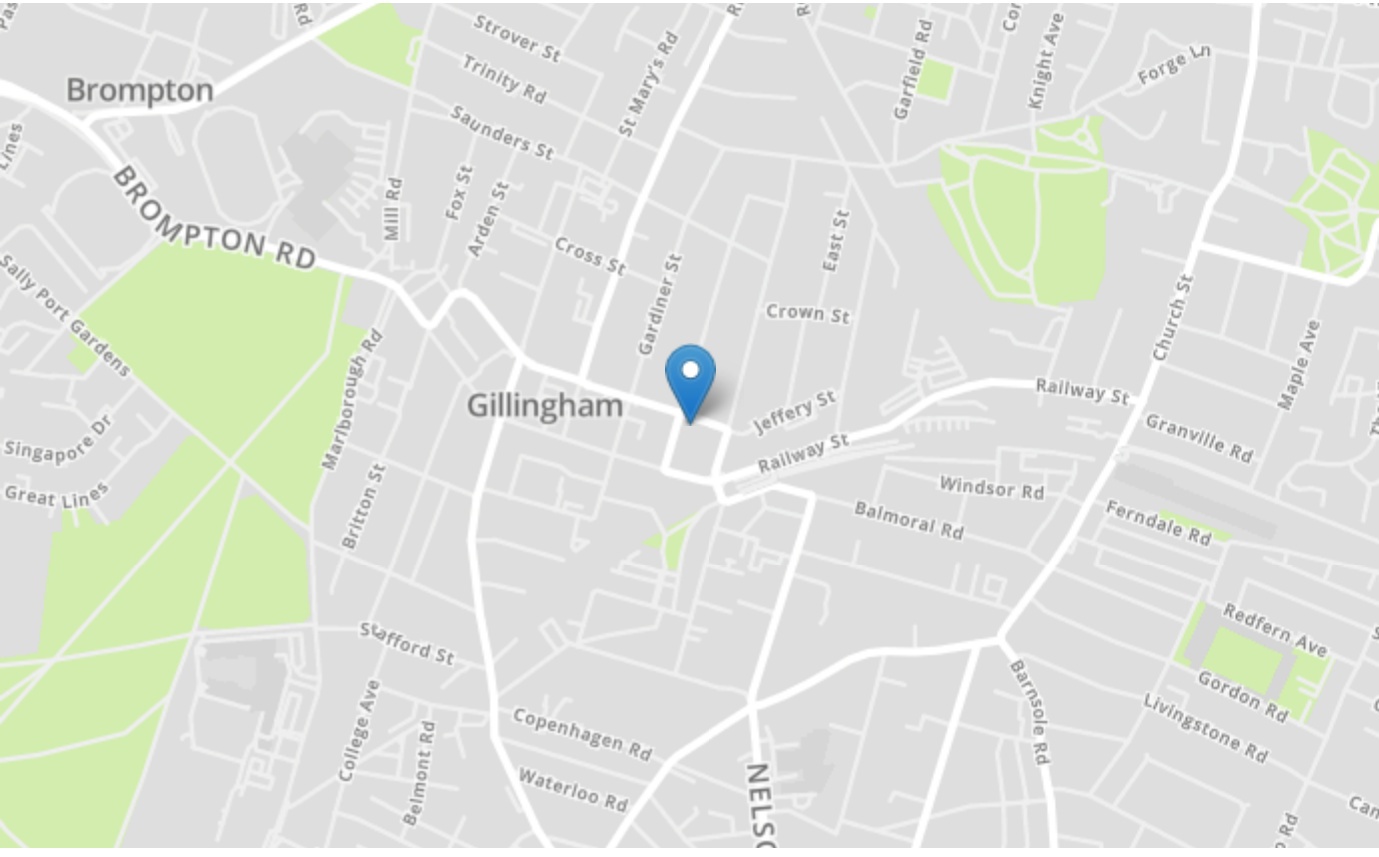 Rd
Strover St
Trinity Rd
St Mary's Rd
Garfield Rd
Knight Ave
Forge Ln
Brompton
Saunders St
Lines
BROMPTON RD
Mill Rd
Fox St
Arden St
Cross St
Gardiner St
East St
Crown St
Church St
Maple Ave
Sally Port Gardens
Marlborough Rd
Gillingham
Jeffery St
Railway St
Railway St
Granville Rd
Singapore Dr
Great Lines
Britton St
Windsor Rd
Balmoral Rd
Ferndale Rd
Stafford St
Redfern Ave
Gordon Rd
Livingstone Rd
Barnsole Rd
College Ave
Belmont Rd
Copenhagen Rd
Waterloo Rd
NELSO
Can
o Rd